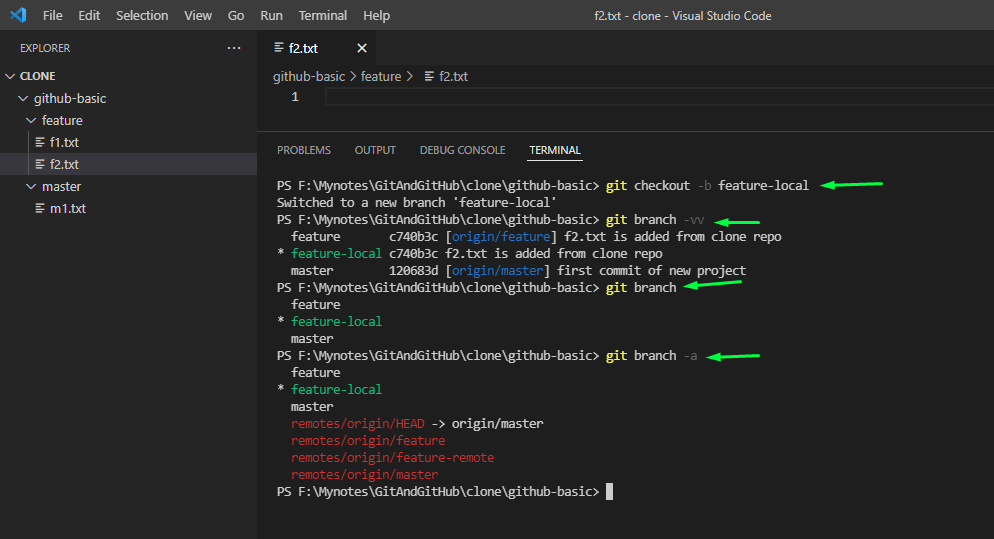 File Edit Selection View Go Run Terminal Help f2.txt - clone - Visual Studio Code
EXPLORER ...
CLONE
github-basic
feature
f1.txt
f2.txt
master
m1.txt
f2.txt
github-basic > feature > f2.txt
1
PROBLEMS OUTPUT DEBUG CONSOLE TERMINAL
PS F:\Mynotes\GitAndGitHub\clone\github-basic> git checkout -b feature-local
Switched to a new branch 'feature-local'
PS F:\Mynotes\GitAndGitHub\clone\github-basic> git branch -vv
feature c740b3c [origin/feature] f2.txt is added from clone repo
* feature-local c740b3c f2.txt is added from clone repo
master 120683d [origin/master] first commit of new project
PS F:\Mynotes\GitAndGitHub\clone\github-basic> git branch
feature
* feature-local
master
PS F:\Mynotes\GitAndGitHub\clone\github-basic> git branch -a
feature
* feature-local
master
remotes/origin/HEAD -> origin/master
remotes/origin/feature
remotes/origin/feature-remote
remotes/origin/master
PS F:\Mynotes\GitAndGitHub\clone\github-basic>